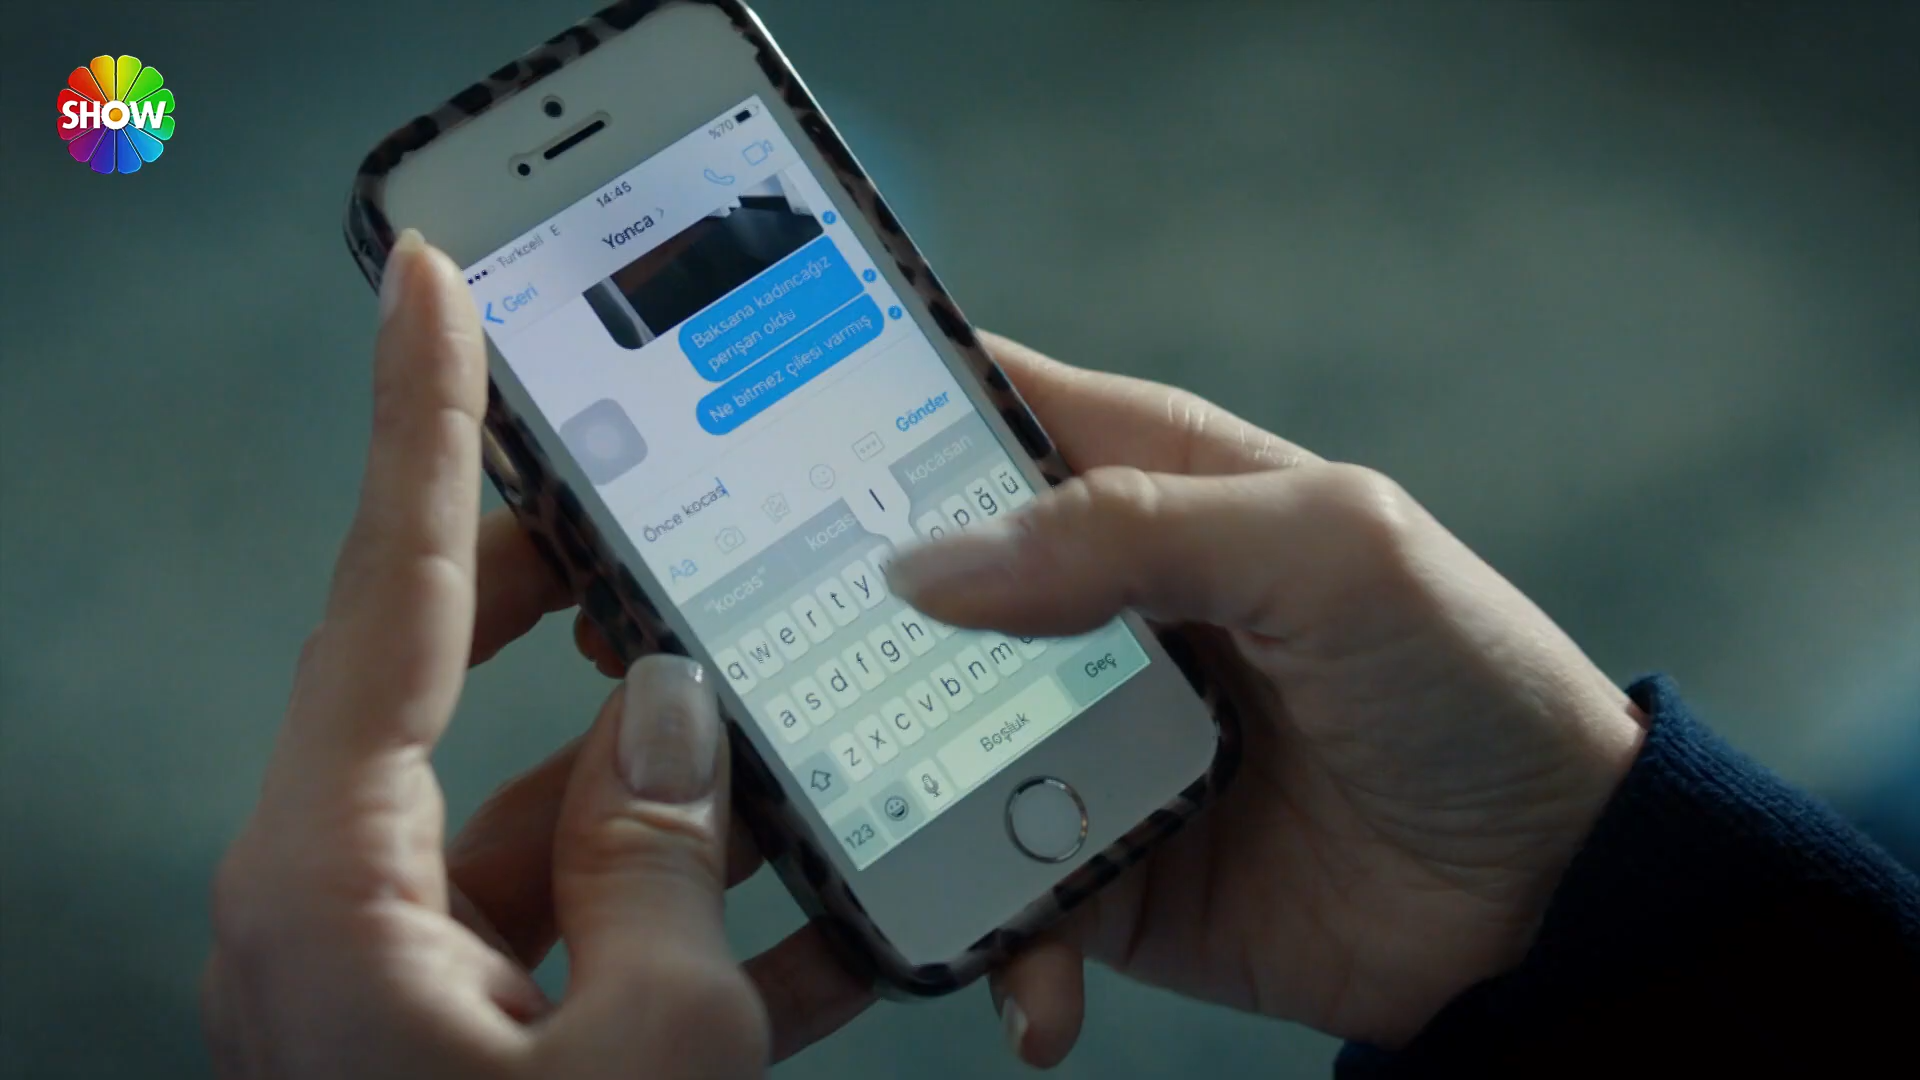 SHOW
Turkcell E
14:45
%70
Geri
Yonca
Baksana kadıncağız
perişan oldu
Ne bitmez çilesi varmış
Önce kocas
Gönder
Aa
"kocas"
kocas
kocasan
I
q w e r t y o p ğ ü
a s d f g h
z x c v b n m
123
Boşluk
Geç